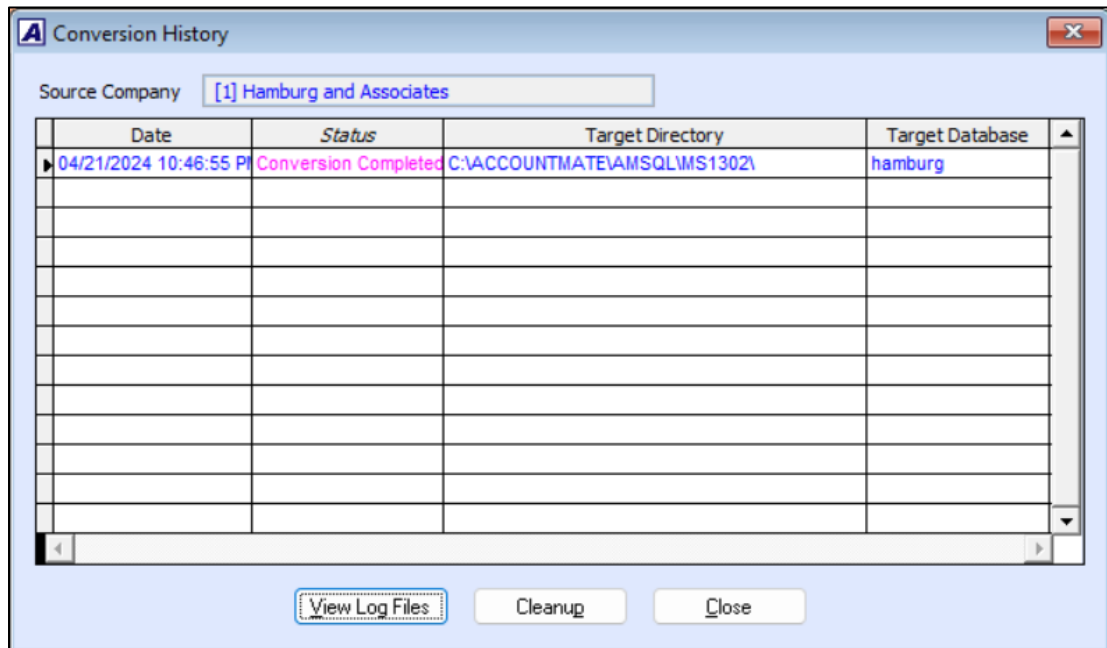 A Conversion History
Source Company [1] Hamburg and Associates
Date Status Target Directory Target Database
04/21/2024 10:46:55 PM Conversion Completed C:\ACCOUNTMATE\AMSQL\MS1302\ hamburg
View Log Files Cleanup Close